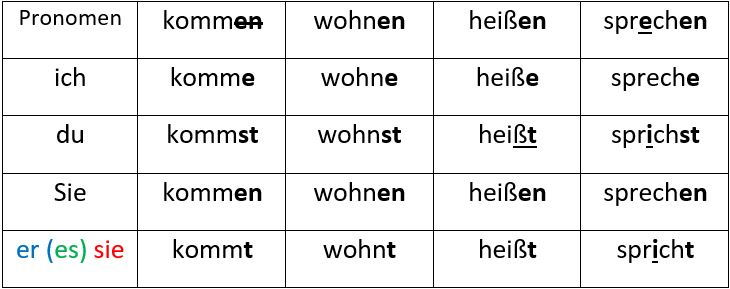 Pronomen kommen wohnen heißen sprechen
ich komme wohne heiße spreche
du kommst wohnst heißt sprichst
Sie kommen wohnen heißen sprechen
er (es) sie kommt wohnt heißt spricht